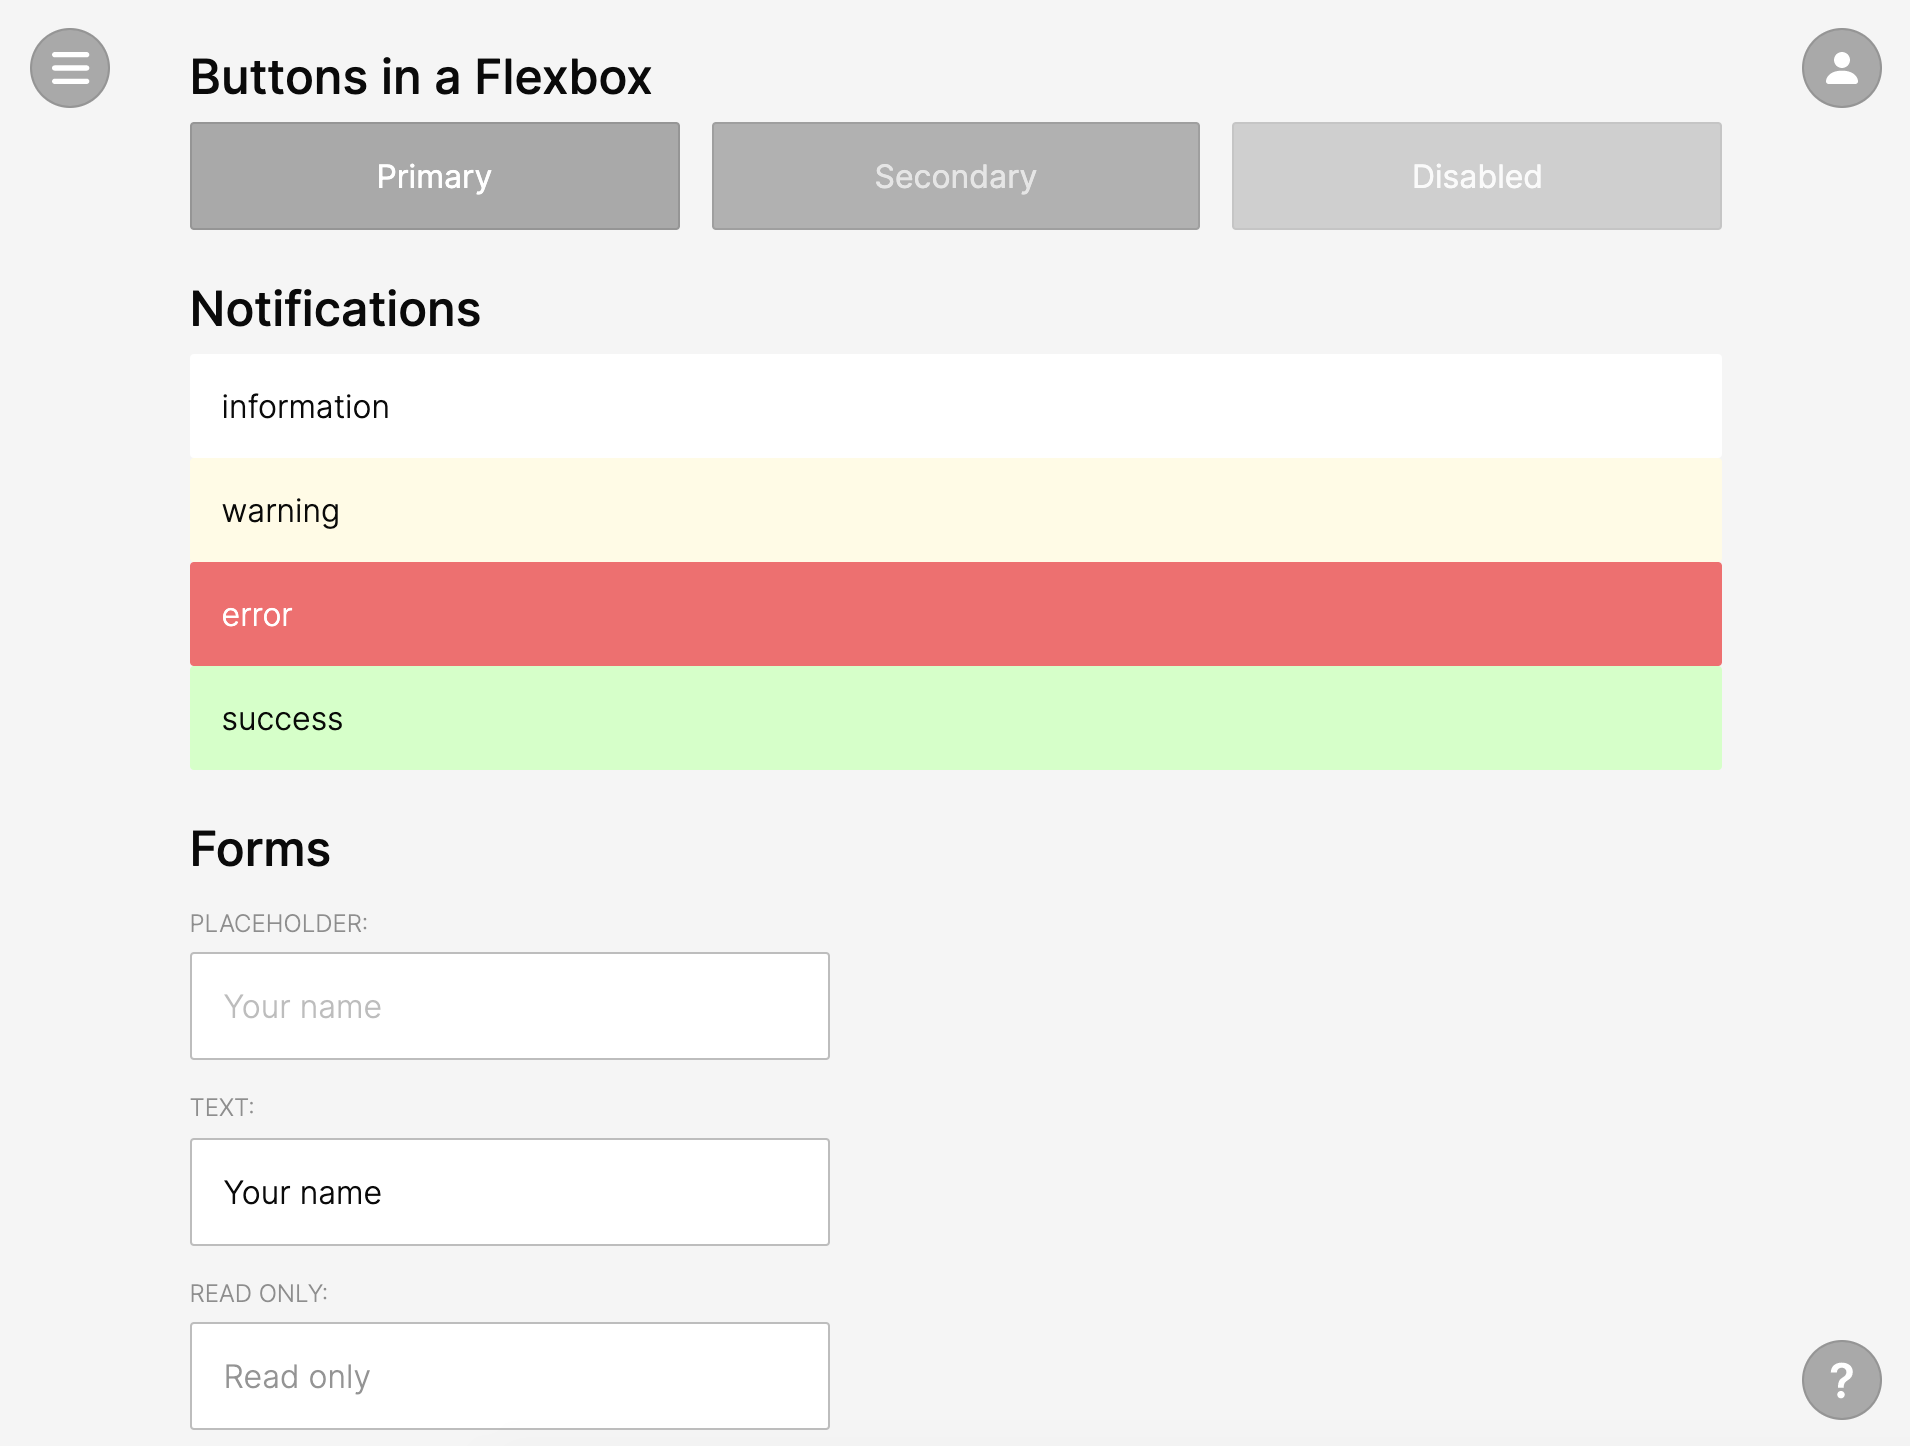 Buttons in a Flexbox
Primary
Secondary
Disabled
Notifications
information
warning
error
success
Forms
PLACEHOLDER:
Your name
TEXT:
Your name
READ ONLY:
Read only
?